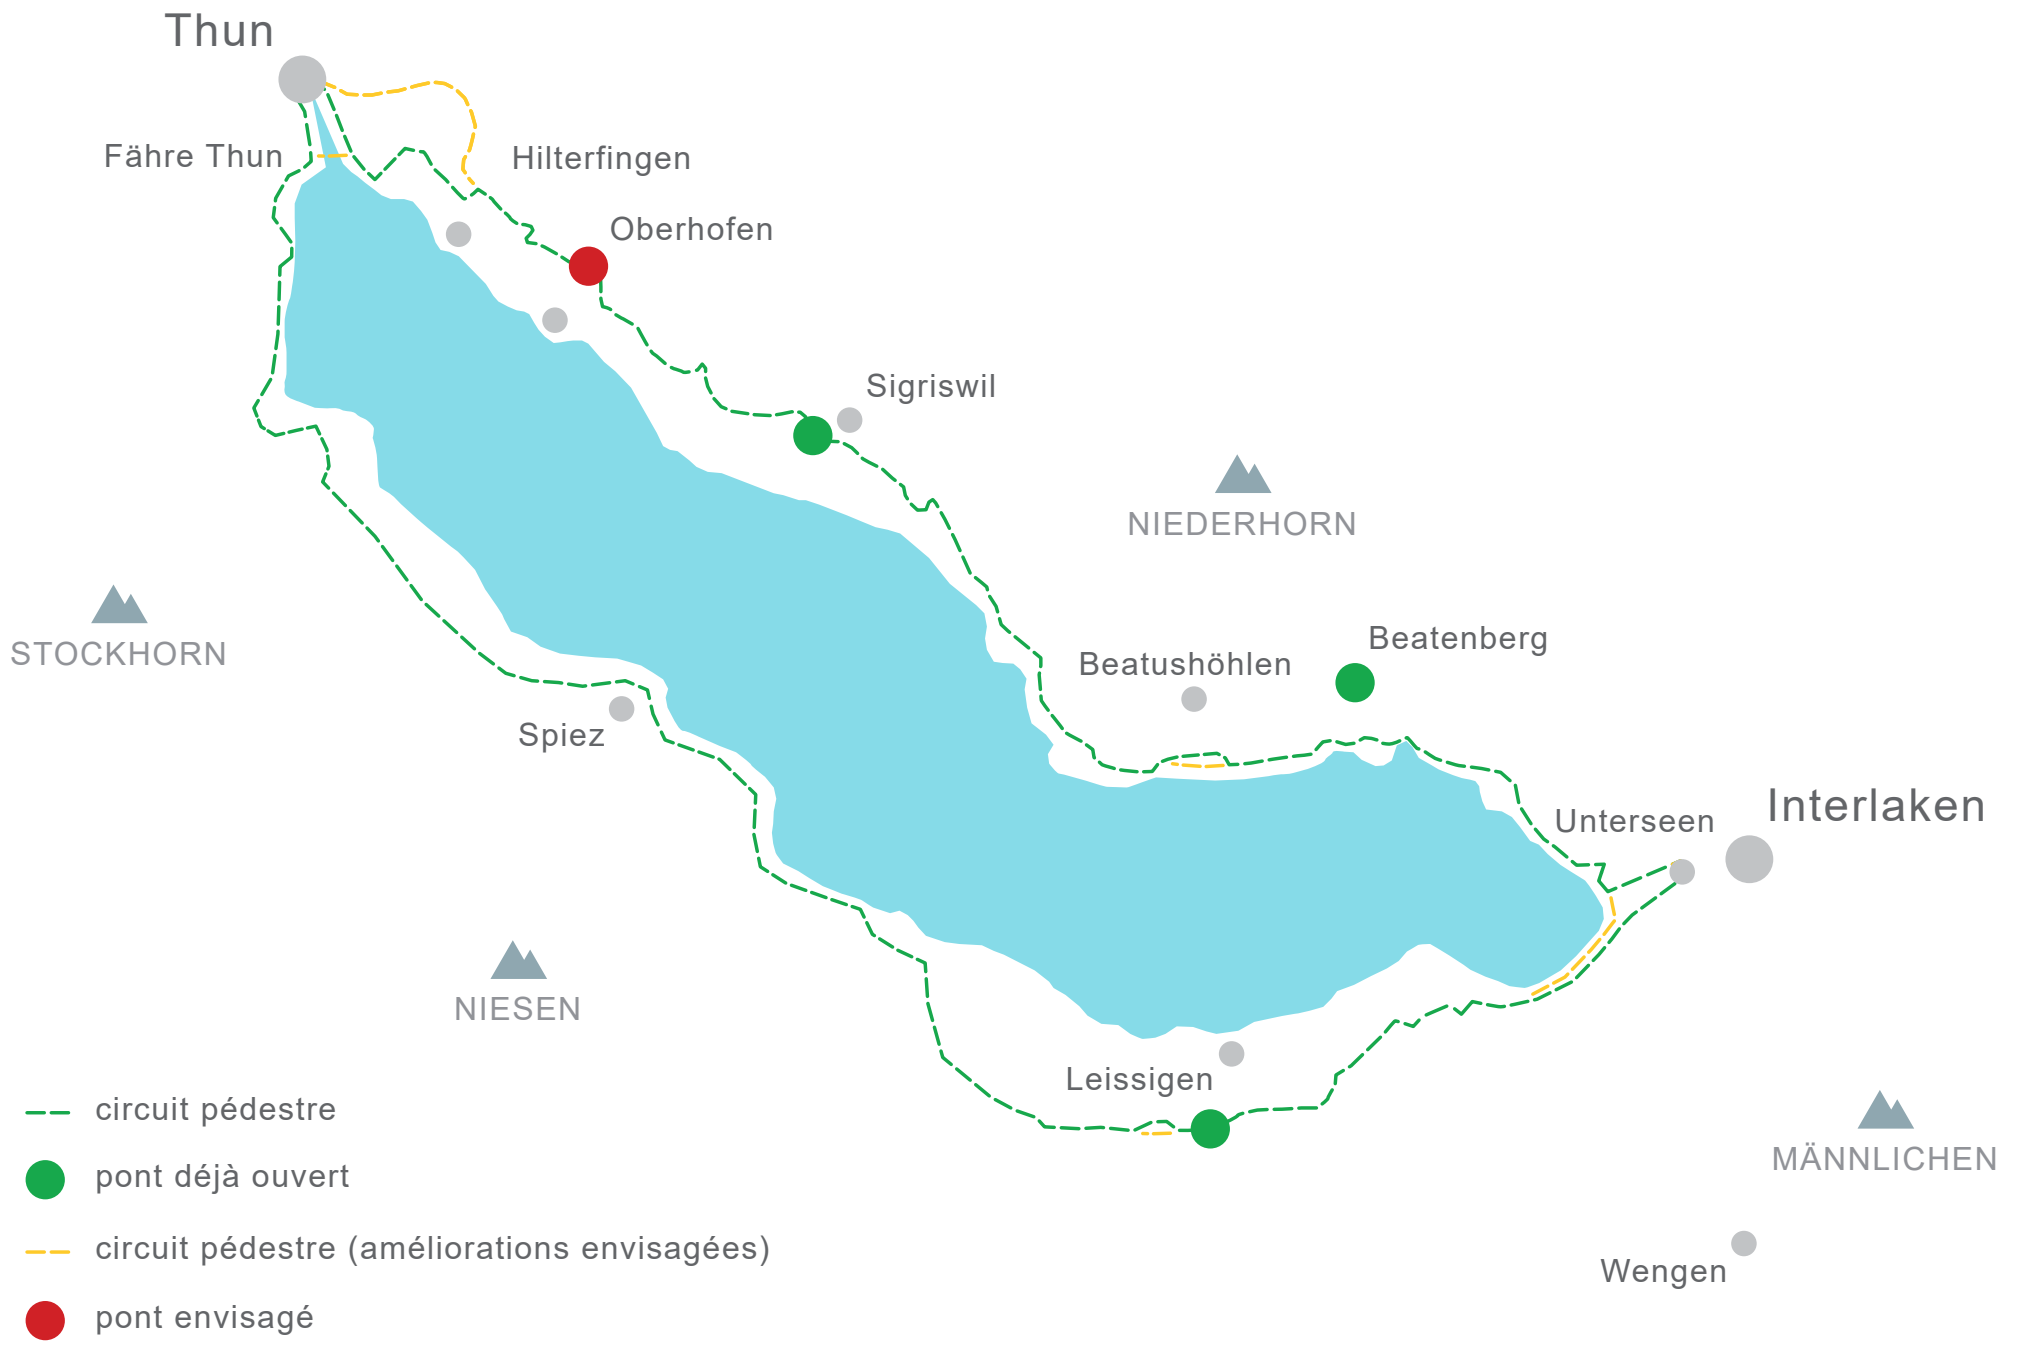 Thun
Fähre Thun
Hilterfingen
Oberhofen
Sigriswil
NIEDERHORN
STOCKHORN
Beatushöhlen
Beatenberg
Spiez
Unterseen
Interlaken
NIESEN
Leissigen
MÄNNLICHEN
Wengen
circuit pédestre
pont déjà ouvert
circuit pédestre (améliorations envisagées)
pont envisagé